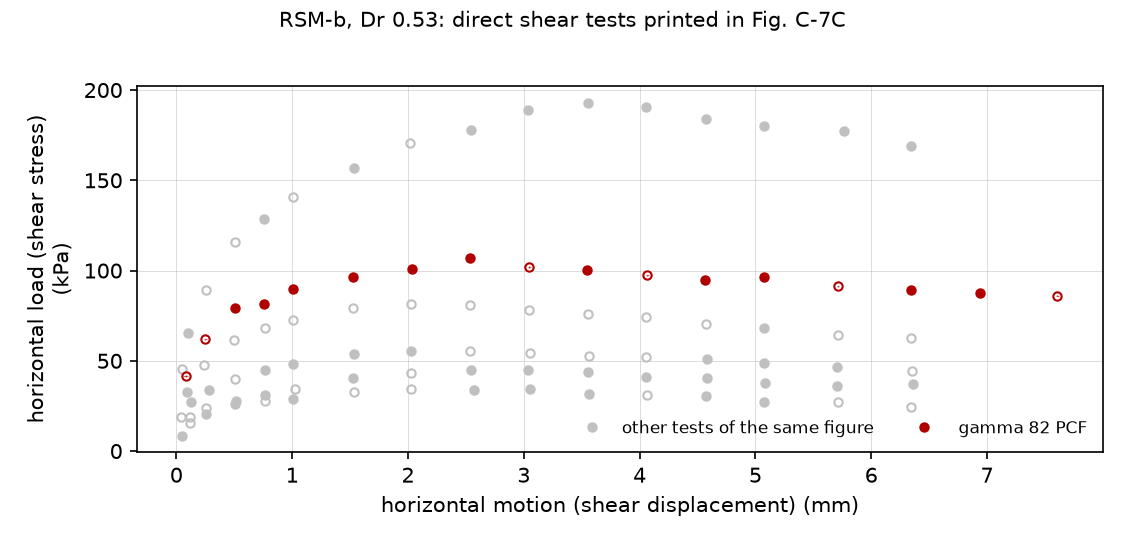 RSM-b, Dr 0.53: direct shear tests printed in Fig. C-7C
horizontal load (shear stress)
(kPa)
200
150
100
50
0
other tests of the same figure
gamma 82 PCF
0 1 2 3 4 5 6 7
horizontal motion (shear displacement) (mm)